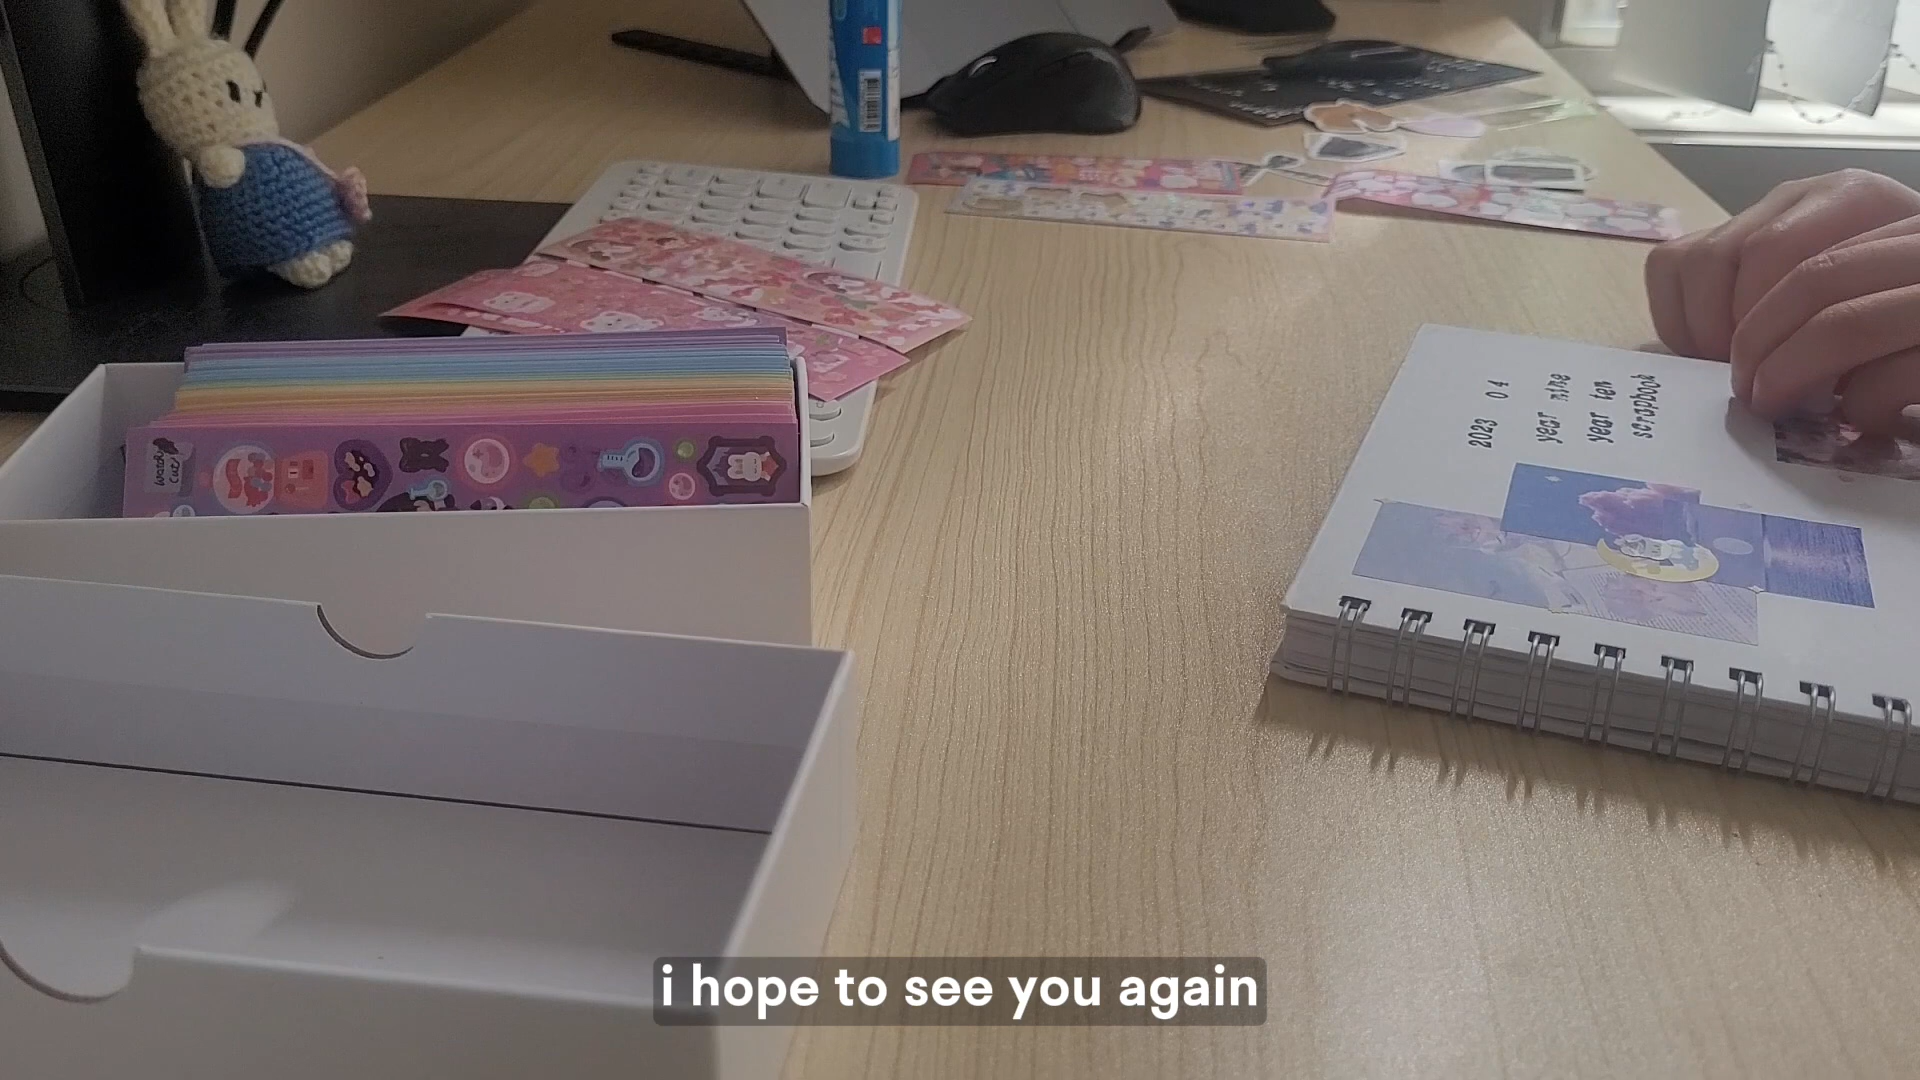 2023 04
year nine
year ten
scrapbook
i hope to see you again